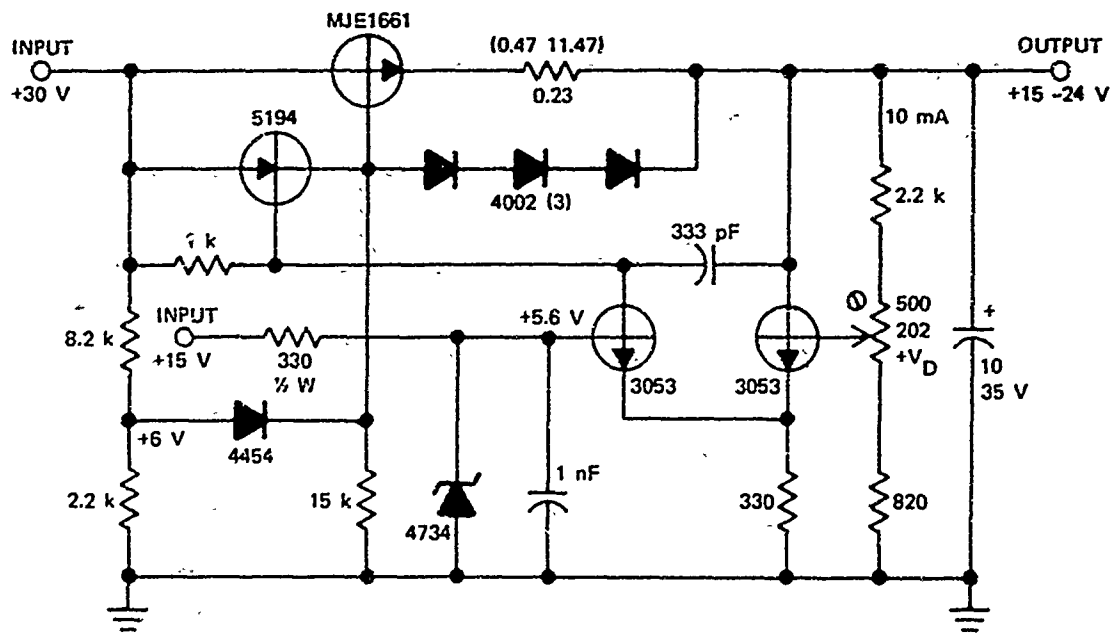 MJE1661
INPUT
+30 V
(0.47 11.47)
0.23
OUTPUT
+15 -24 V
5194
4002 (3)
10 mA
2.2 k
333 pF
k
8.2 k
INPUT
+15 V
330
½ W
+5.6 V
3053
3053
500
202
+VD
+
10
35 V
+6 V
4454
2.2 k
15 k
4734
1 nF
330
820